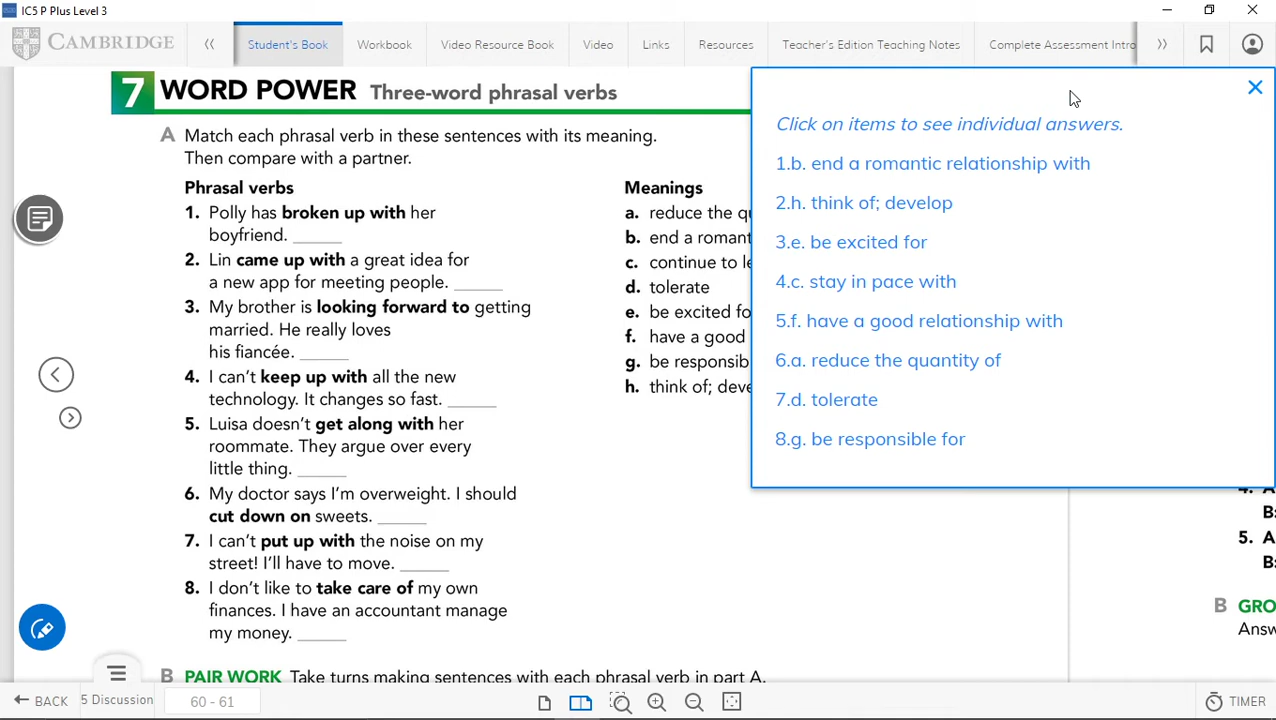 IC5 P Plus Level 3
CAMBRIDGE
Student's Book
Workbook
Video Resource Book
Video
Links
Resources
Teacher's Edition Teaching Notes
Complete Assessment Intro
7 WORD POWER Three-word phrasal verbs
A Match each phrasal verb in these sentences with its meaning.
Then compare with a partner.
Phrasal verbs
1. Polly has broken up with her
boyfriend. _____
2. Lin came up with a great idea for
a new app for meeting people. _____
3. My brother is looking forward to getting
married. He really loves
his fiancée. _____
4. I can't keep up with all the new
technology. It changes so fast. _____
5. Luisa doesn't get along with her
roommate. They argue over every
little thing. _____
6. My doctor says I'm overweight. I should
cut down on sweets. _____
7. I can't put up with the noise on my
street! I'll have to move. _____
8. I don't like to take care of my own
finances. I have an accountant manage
my money. _____
Meanings
a. reduce the
b. end a
c. continue to
d. tolerate
e. be excited
f. have a good
g. be
h. think of;
Click on items to see individual answers.
1.b. end a romantic relationship with
2.h. think of; develop
3.e. be excited for
4.c. stay in pace with
5.f. have a good relationship with
6.a. reduce the quantity of
7.d. tolerate
8.g. be responsible for
4. A
B:
5. A
B:
B GRO
Answ
B PAIR WORK Take turns making sentences with each phrasal verb in part A.
BACK
5 Discussion
60 - 61
TIMER